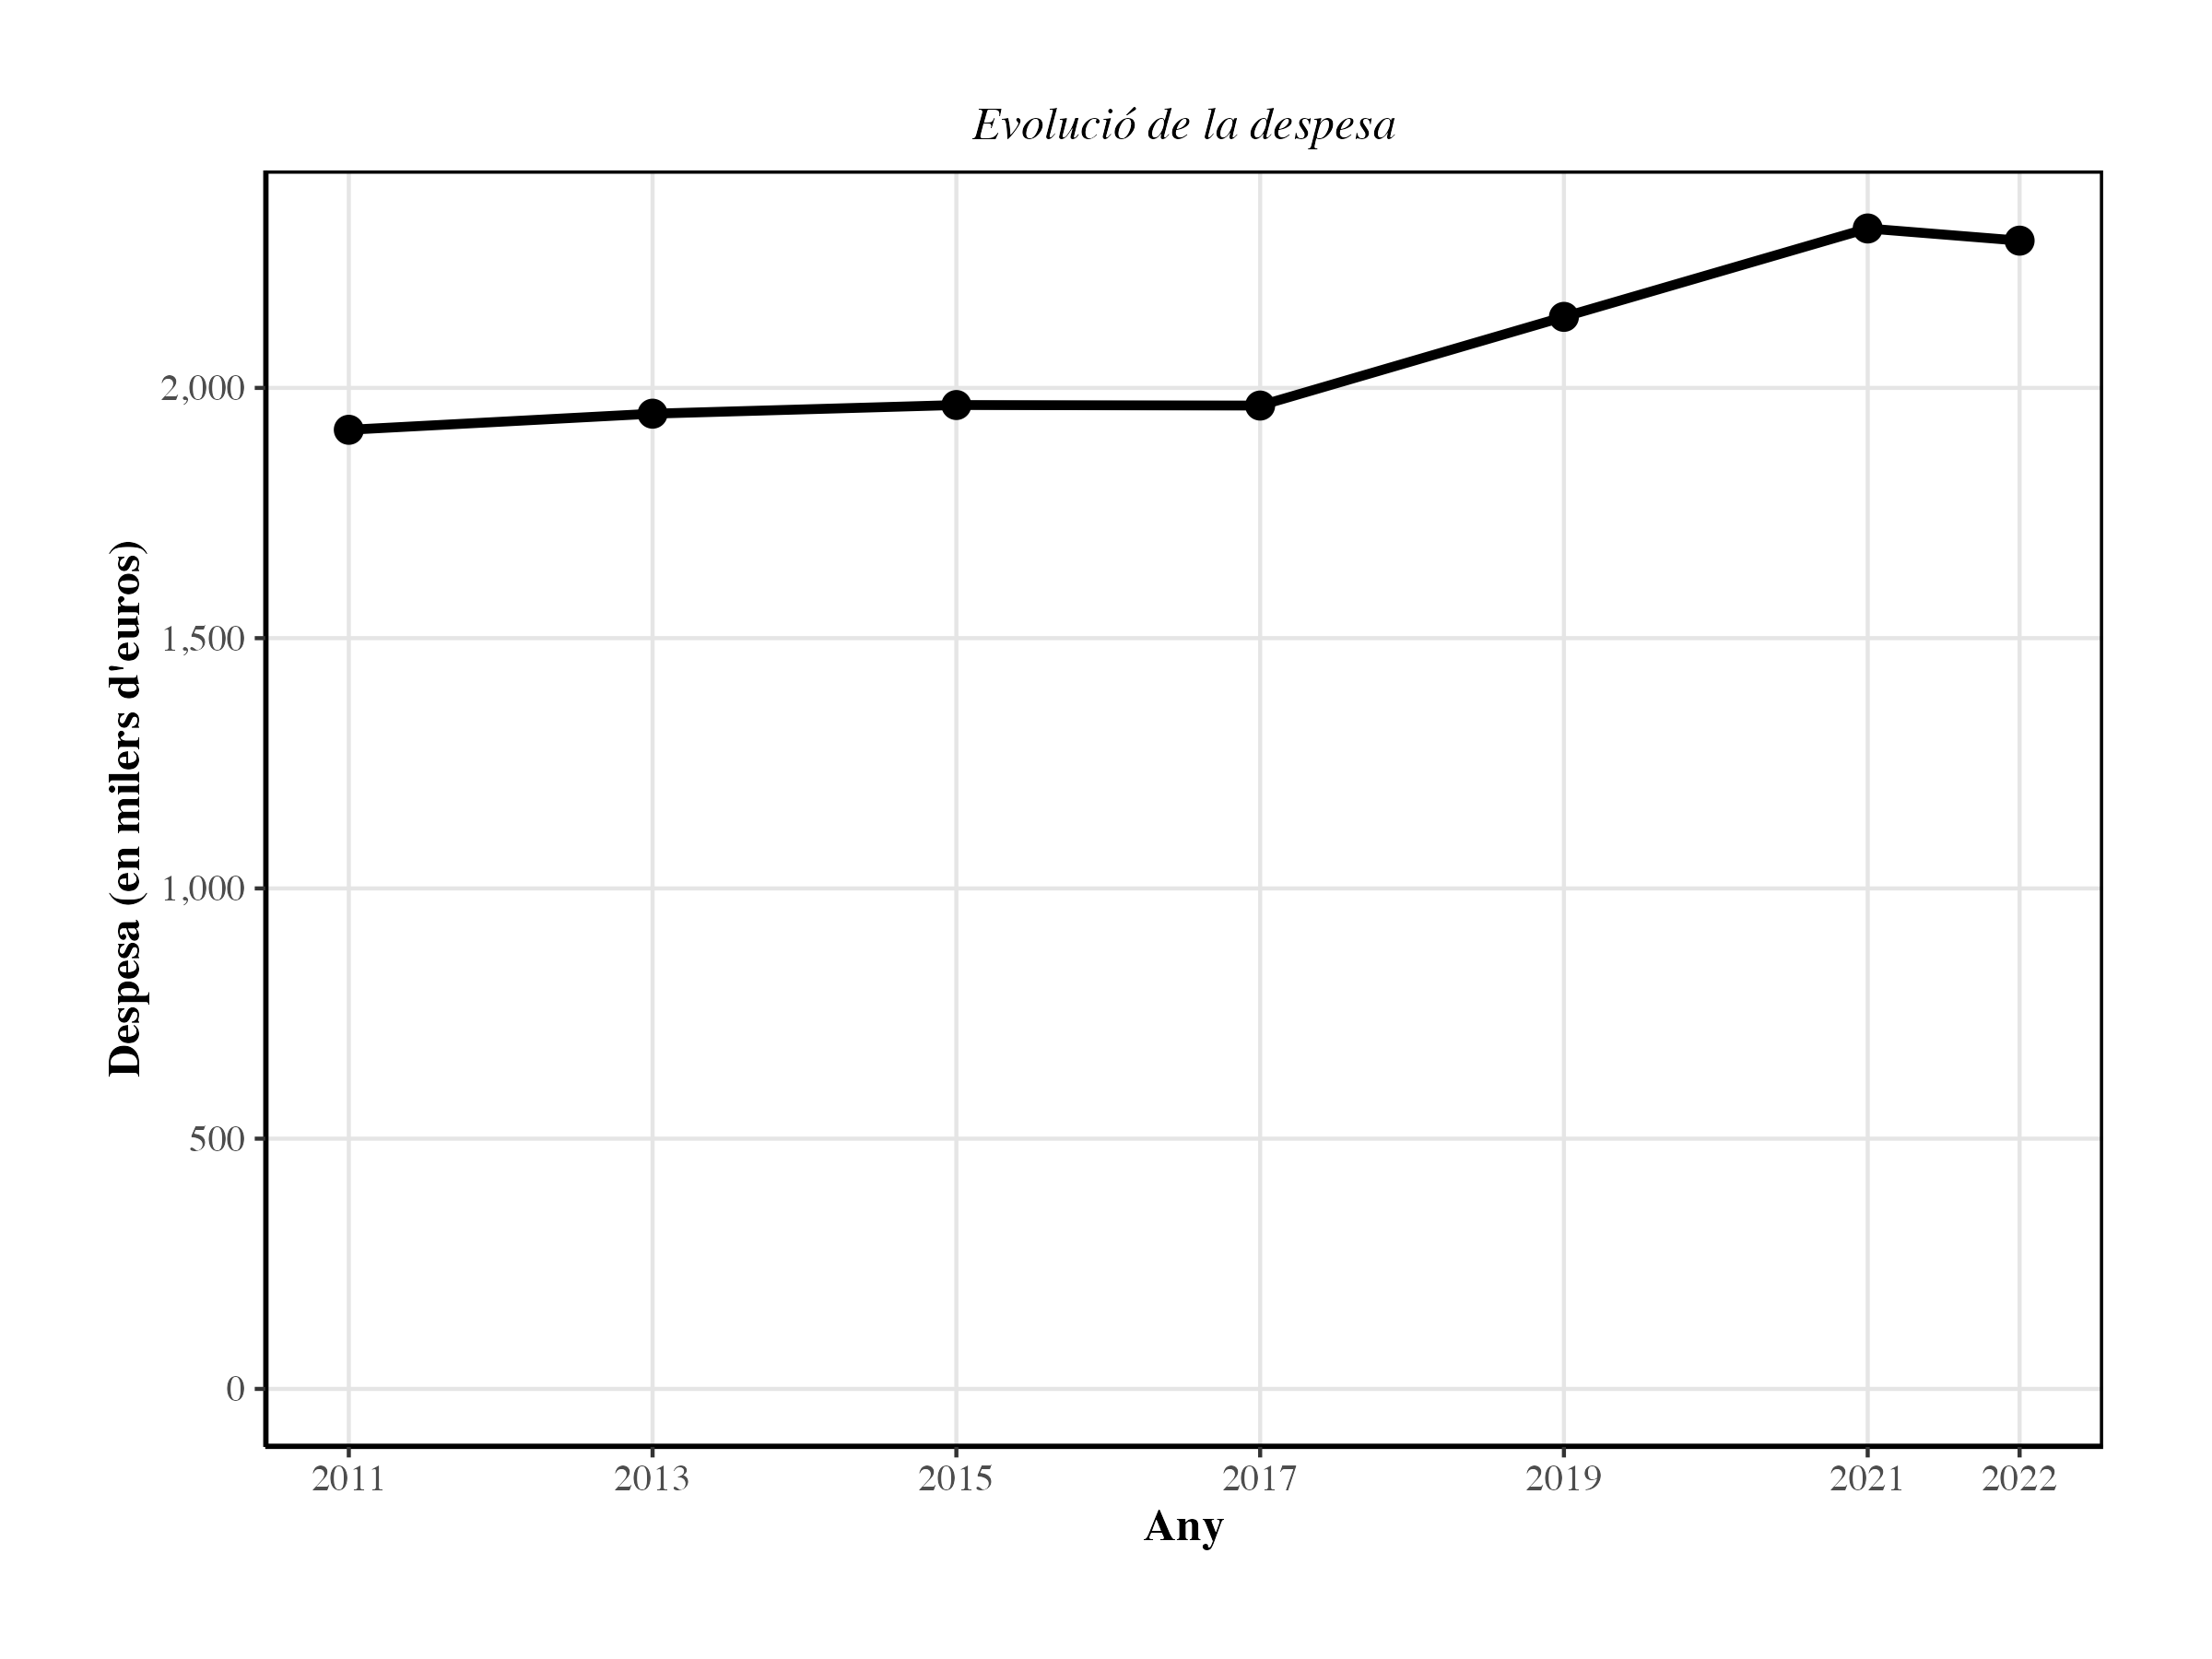 Evolució de la despesa
Despesa (en milers d'euros)
2,000
1,500
1,000
500
0
2011 2013 2015 2017 2019 2021 2022
Any